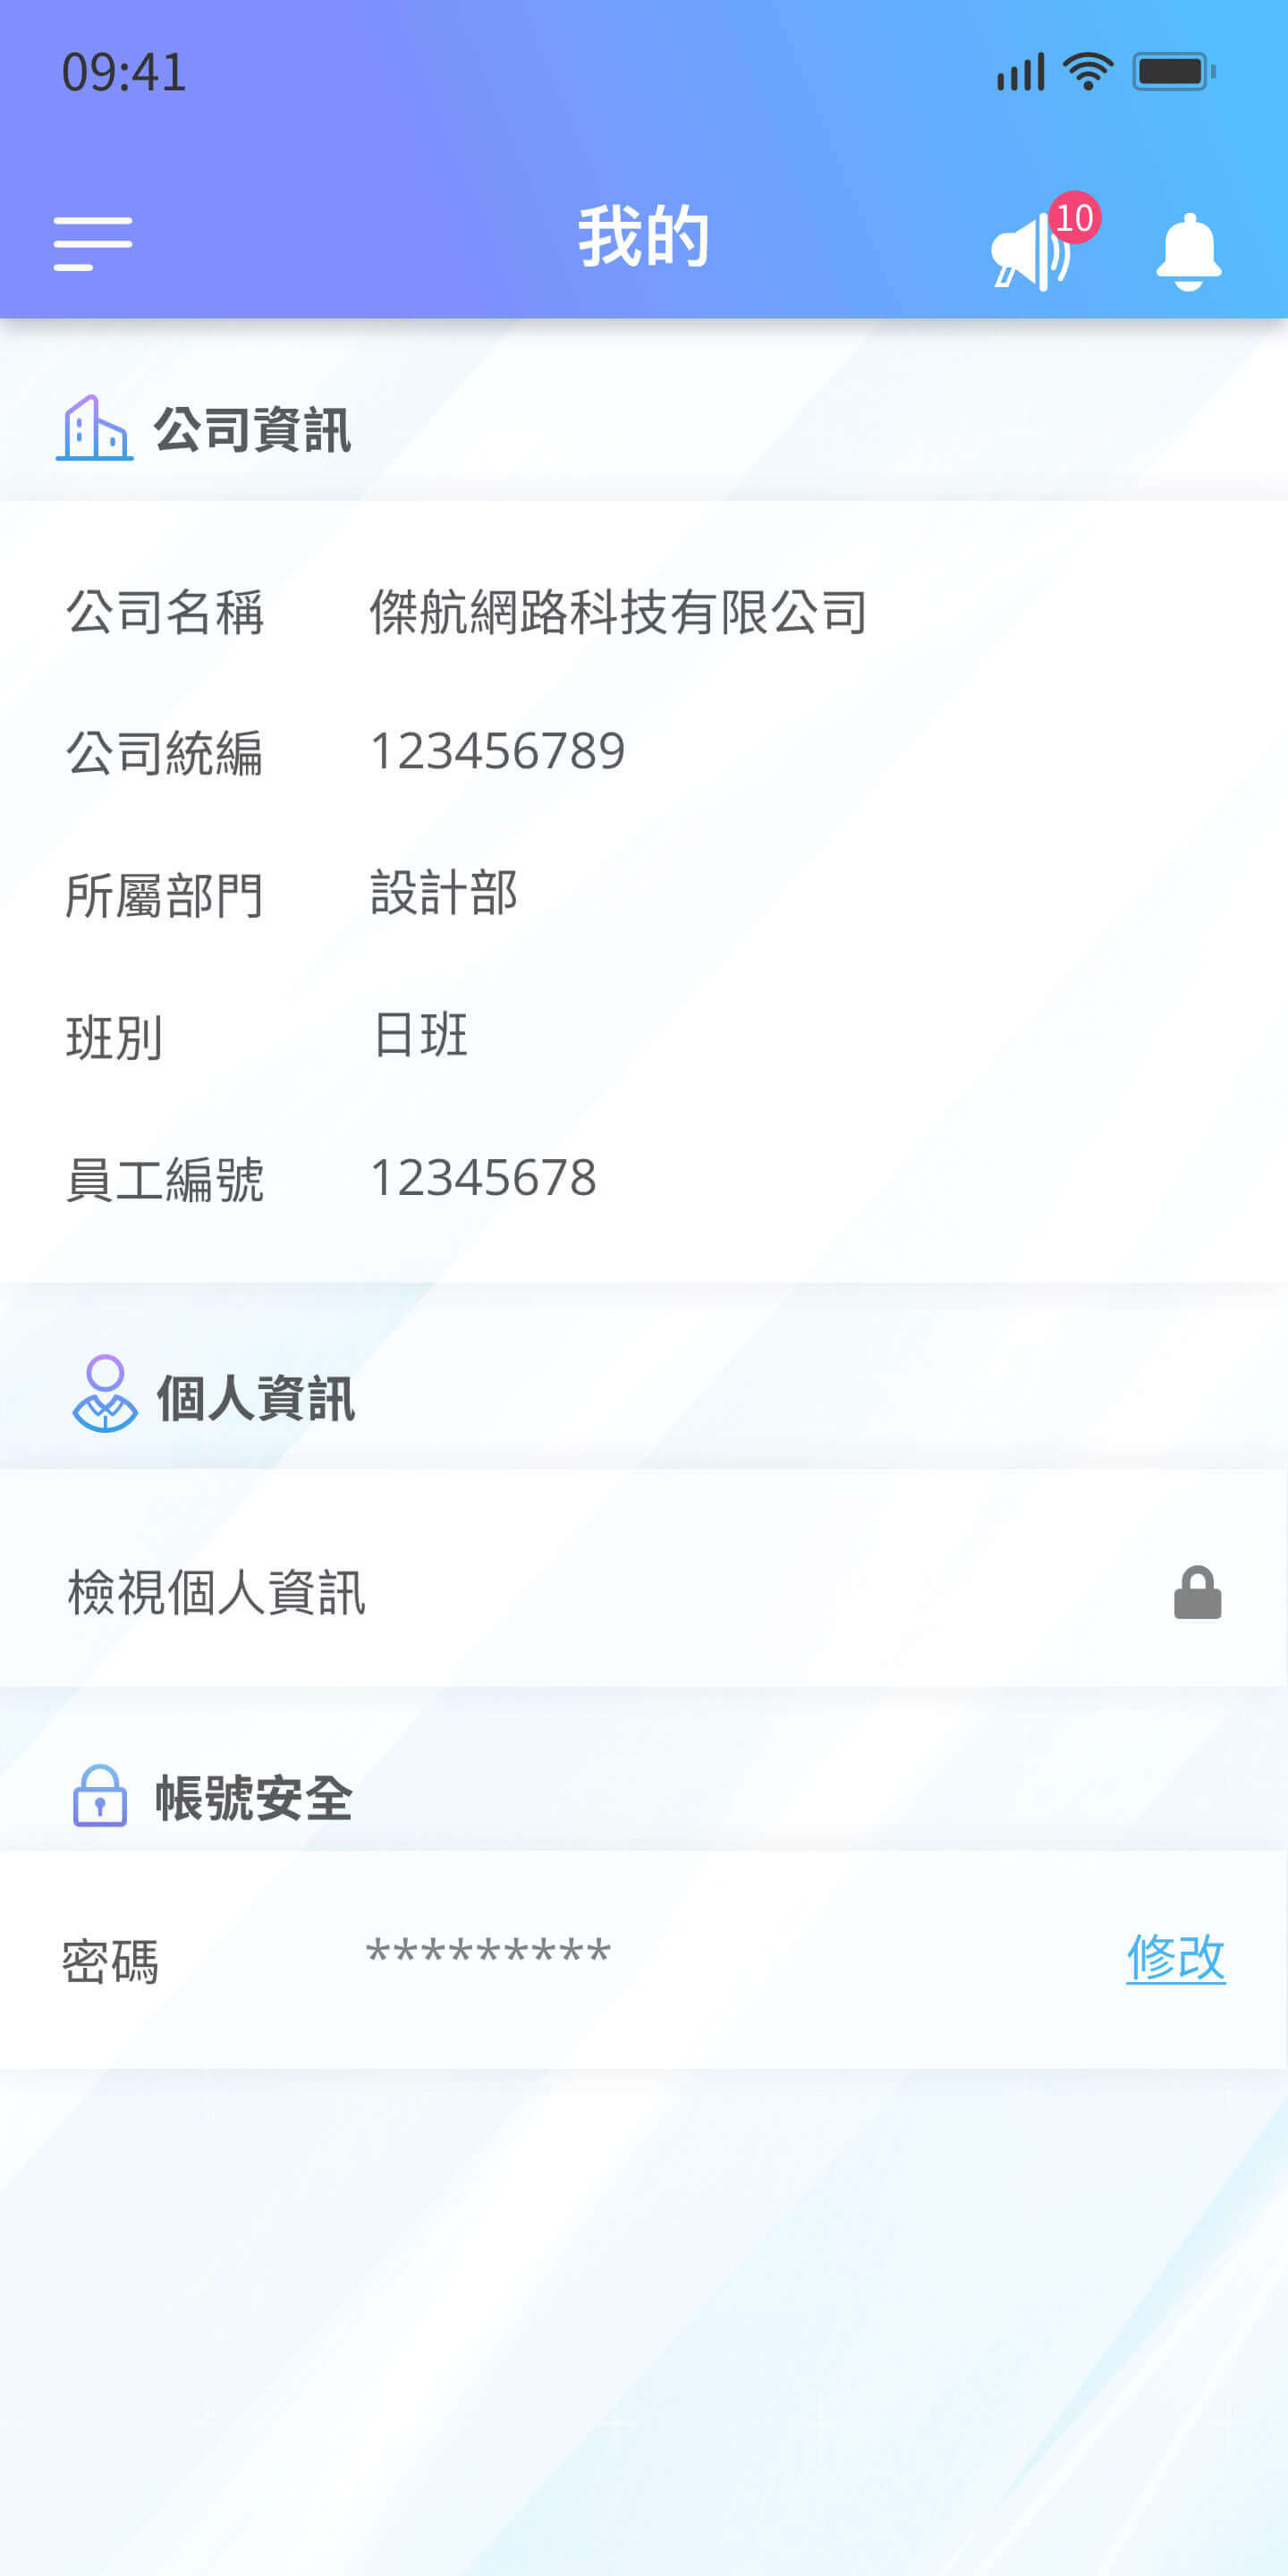 09:41
我的
10
公司資訊
公司名稱 傑航網路科技有限公司
公司統編 123456789
所屬部門 設計部
班別 日班
員工編號 12345678
個人資訊
檢視個人資訊
帳號安全
密碼 ********* 修改